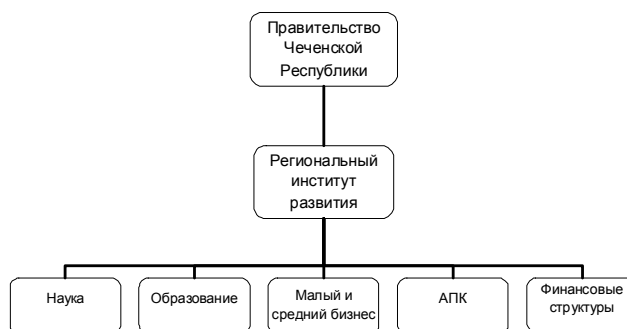 Правительство
Чеченской
Республики
Региональный
институт
развития
Наука
Образование
Малый и
средний бизнес
АПК
Финансовые
структуры